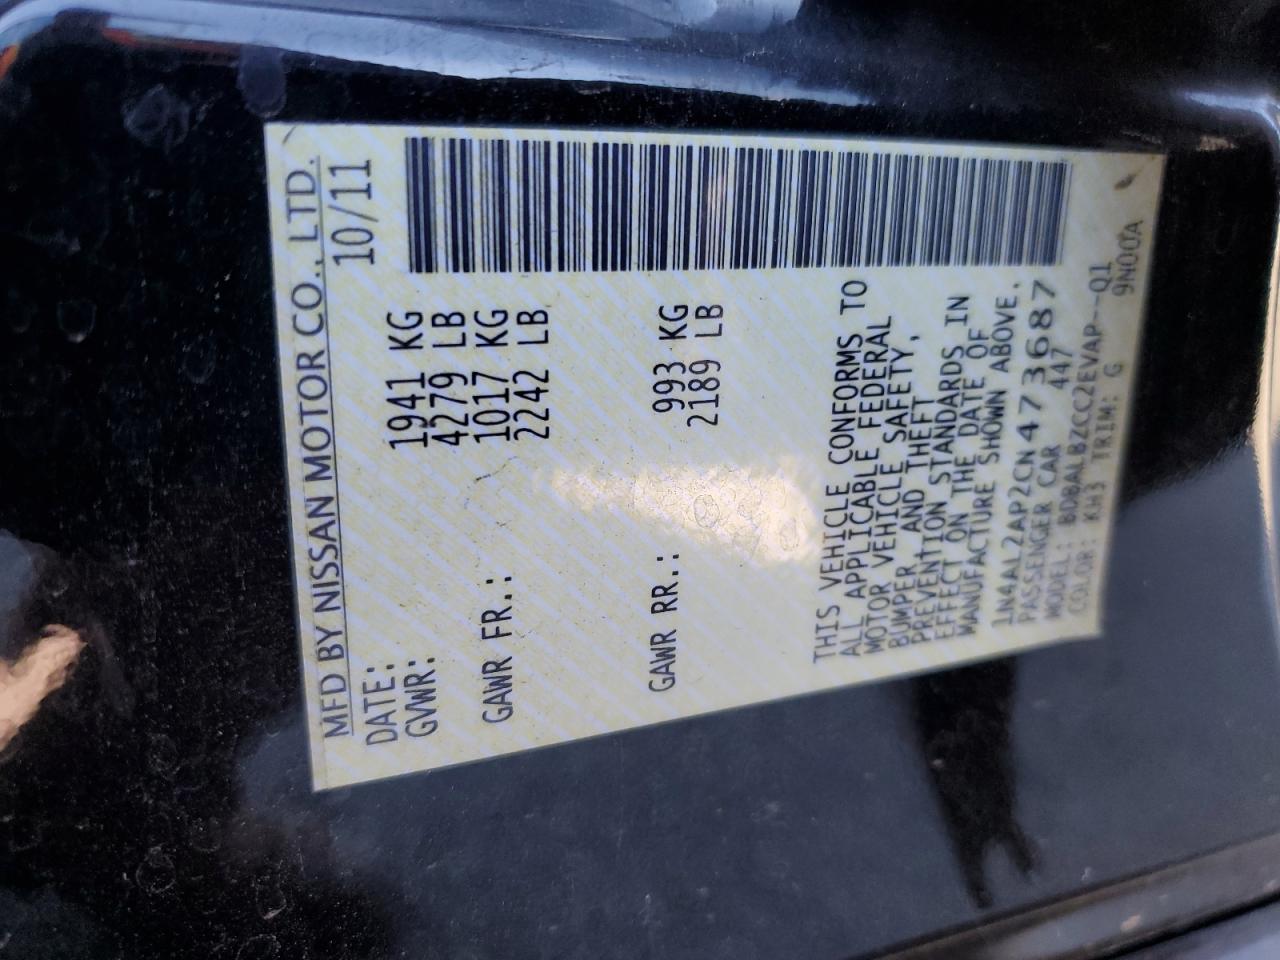 MFD BY NISSAN MOTOR CO., LTD.
DATE: 10/11
GVWR: 1941 KG
4279 LB
GAWR FR.: 1017 KG
2242 LB
GAWR RR.: 993 KG
2189 LB
THIS VEHICLE CONFORMS TO
ALL APPLICABLE FEDERAL
MOTOR VEHICLE SAFETY,
BUMPER AND THEFT
PREVENTION STANDARDS IN
EFFECT ON THE DATE OF
MANUFACTURE SHOWN ABOVE.
1N4AL2AP2CN473687
PASSENGER CAR 447
MODEL: BDBALBZCC2EVAP--Q1
COLOR: KH3 TRIM: G 9N00A